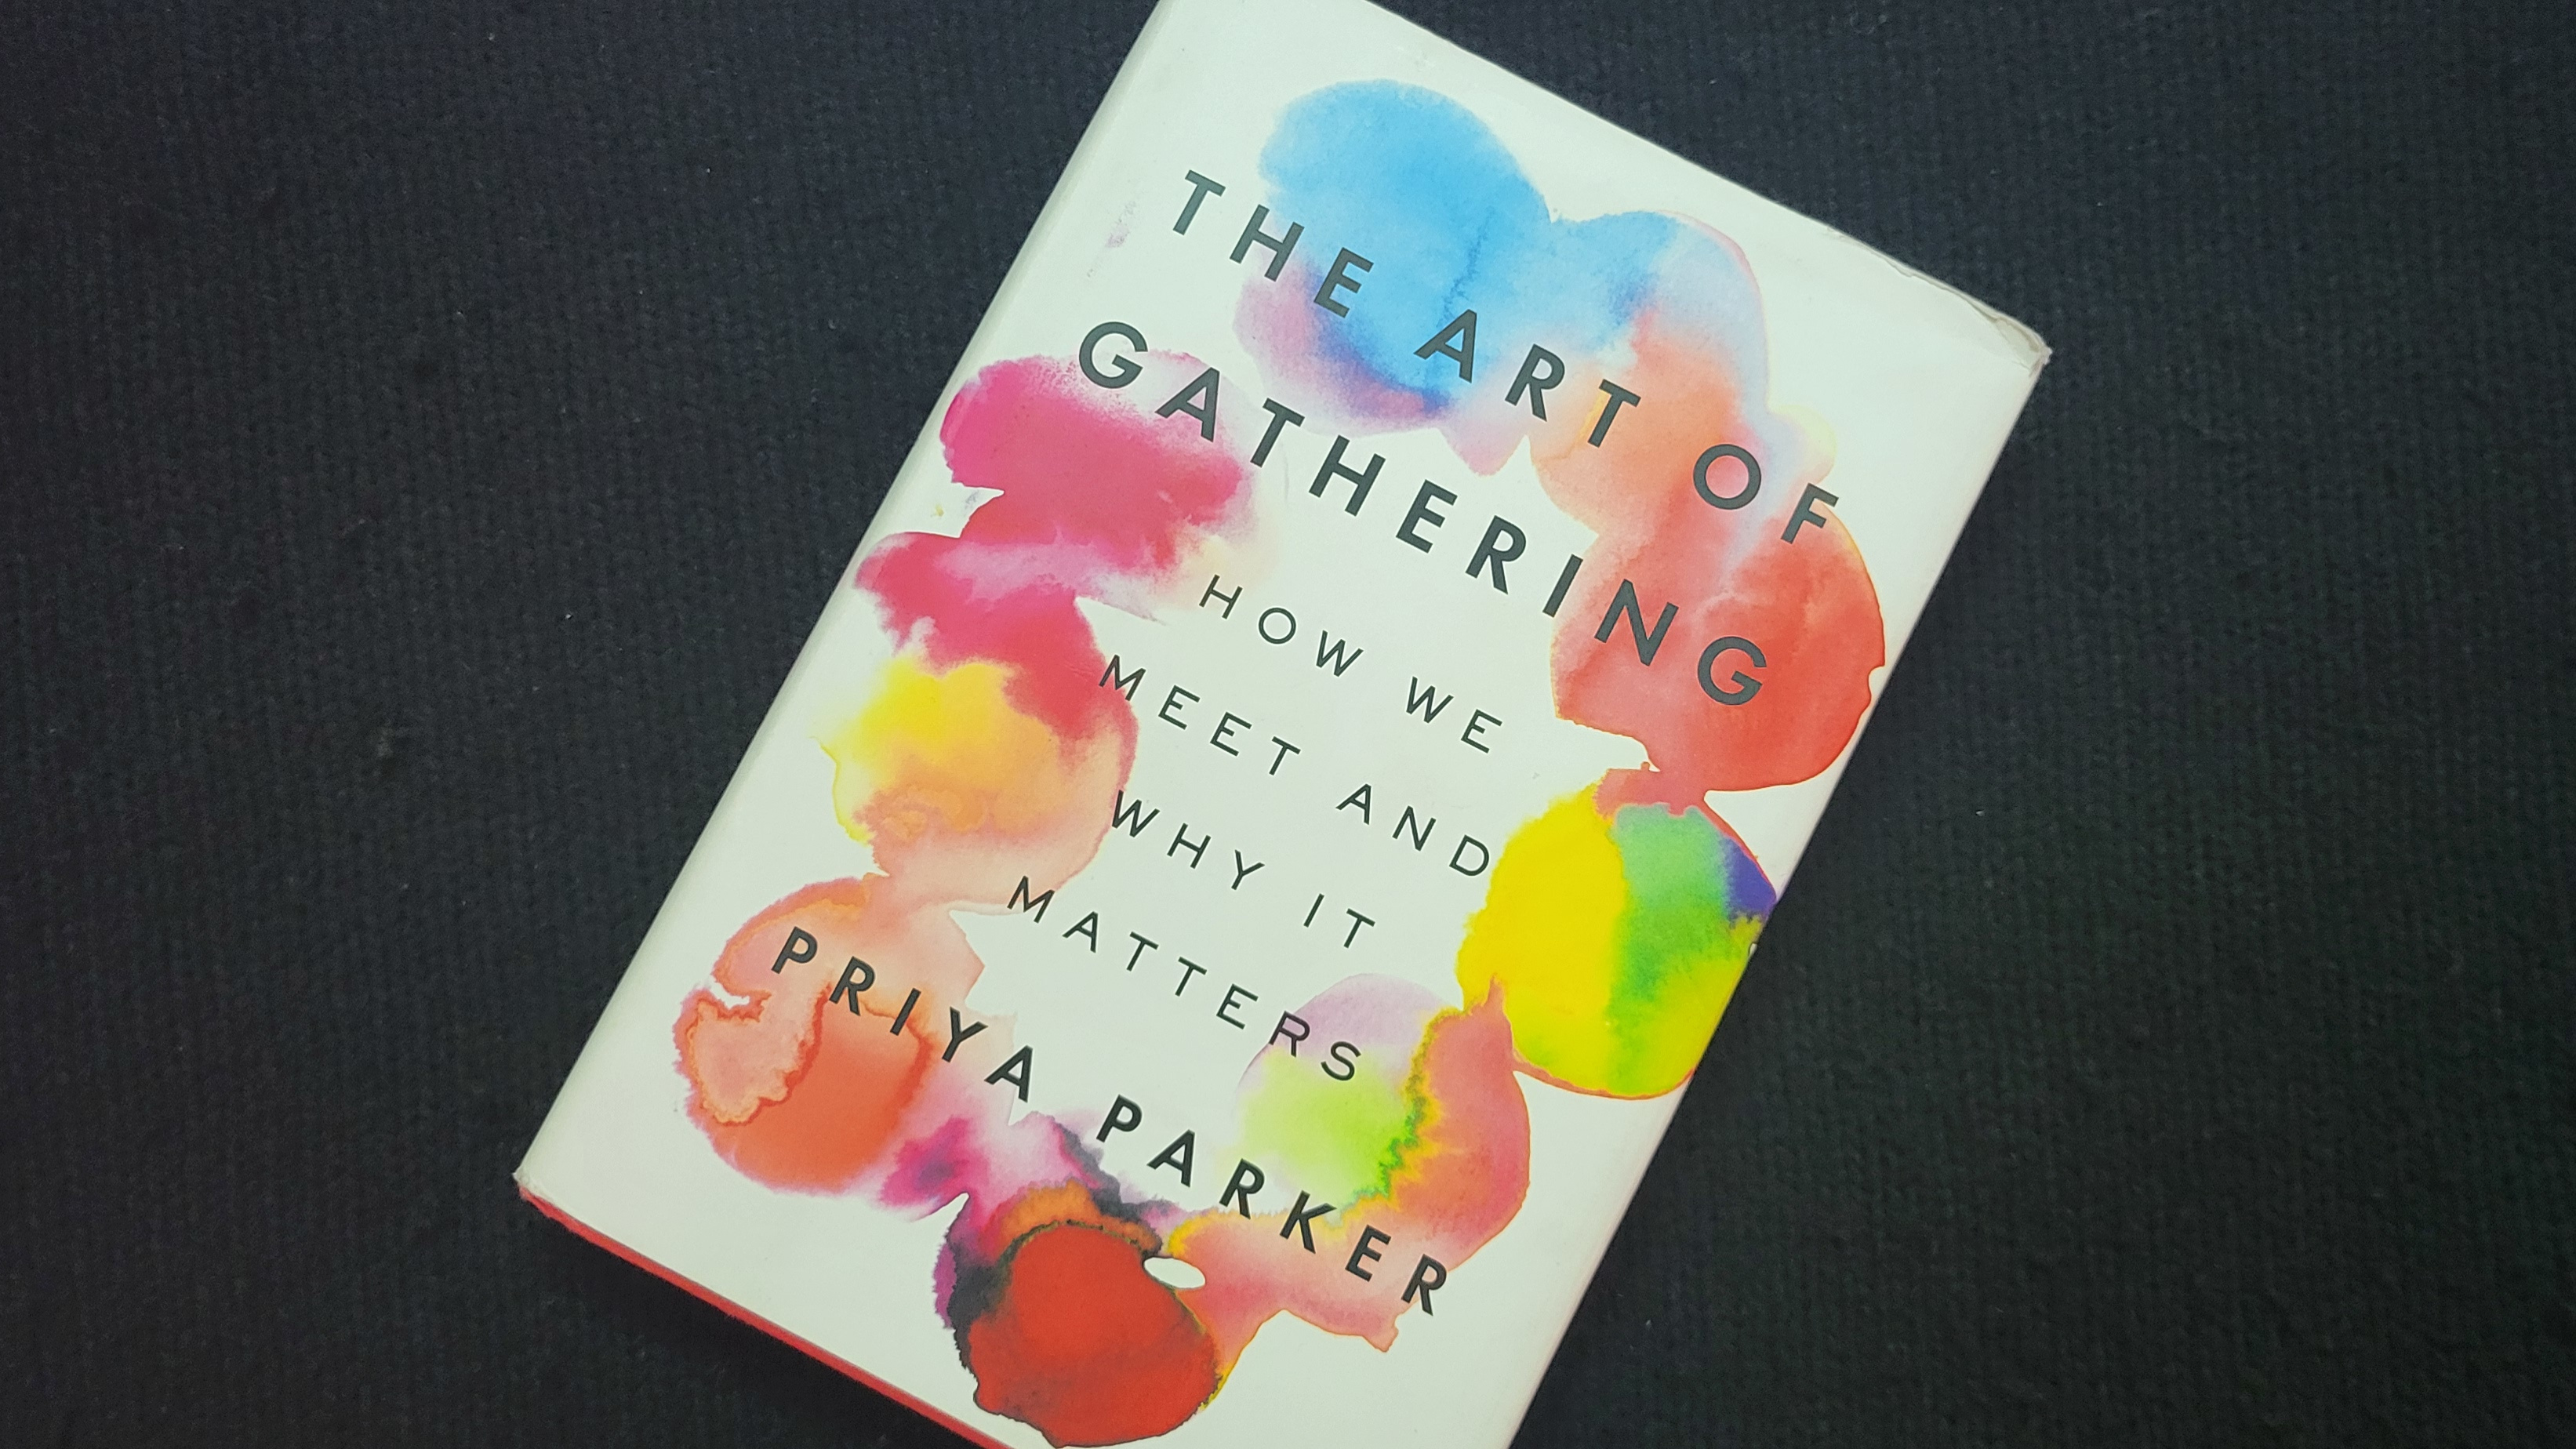 THE ART OF
GATHERING
HOW WE
MEET AND
WHY IT
MATTERS
PRIYA PARKER